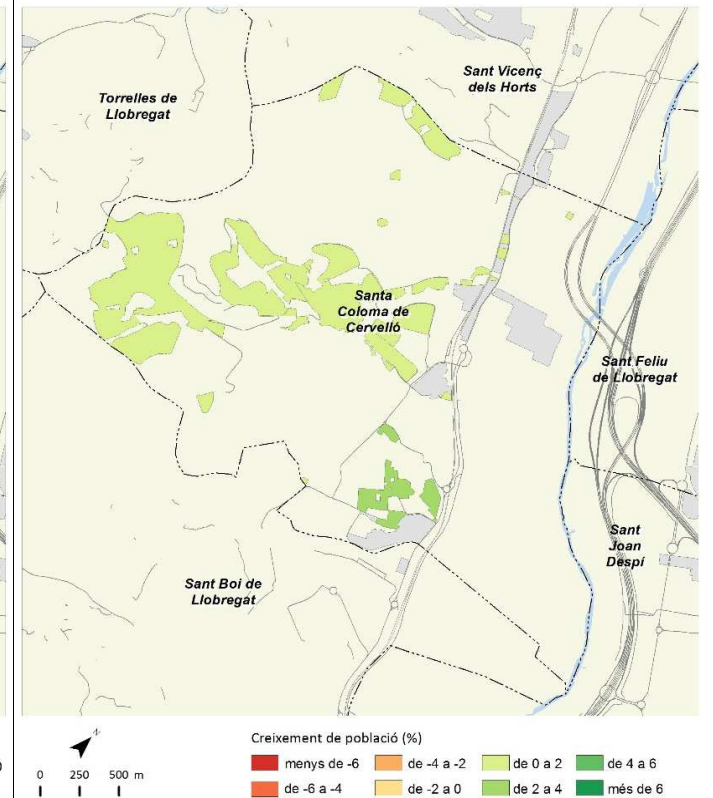 Sant Vicenç
dels Horts
Torrelles de
Llobregat
Santa
Coloma de
Cervelló
Sant Feliu
de Llobregat
Sant
Joan
Despí
Sant Boi de
Llobregat
N
0 250 500 m
Creixement de població (%)
menys de -6 de -4 a -2 de 0 a 2 de 4 a 6
de -6 a -4 de -2 a 0 de 2 a 4 més de 6